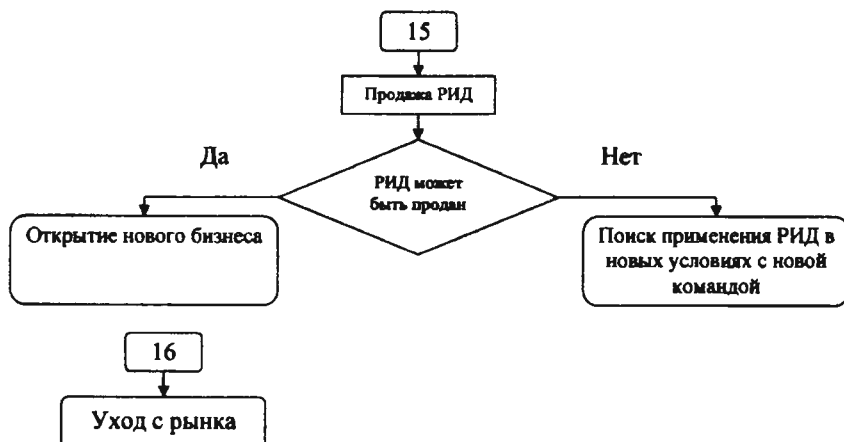 15
Продажа РИД
Да
Нет
РИД может
быть продан
Открытие нового бизнеса
Поиск применения РИД в
новых условиях с новой
командой
16
Уход с рынка